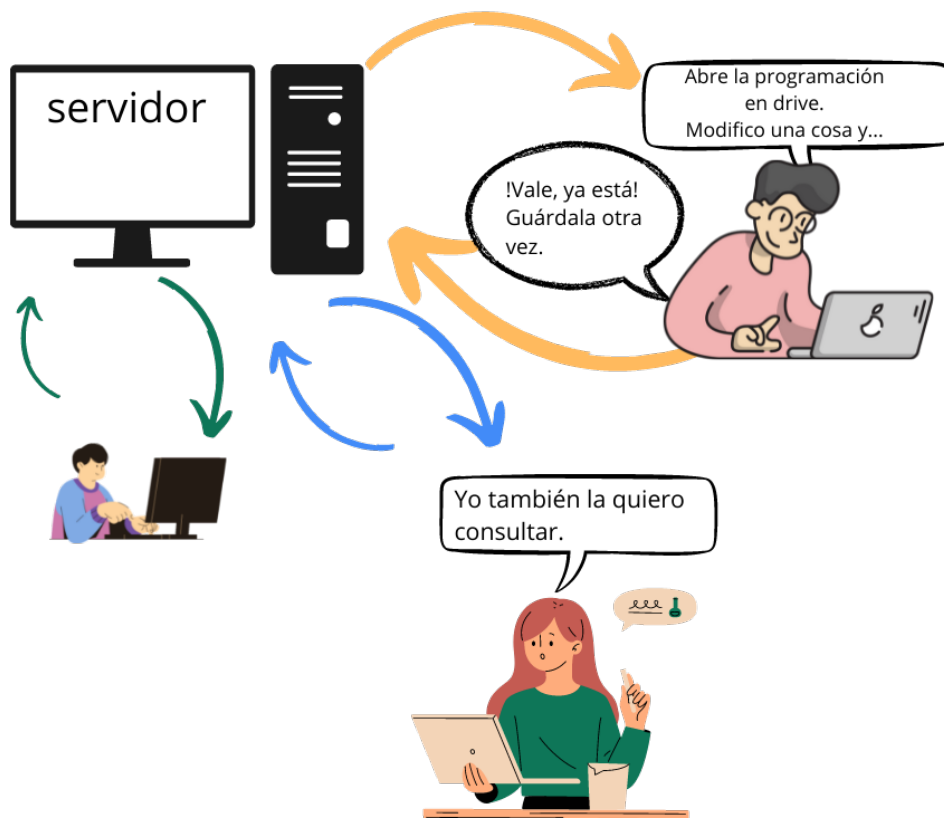 servidor
Abre la programación
en drive.
Modifico una cosa y...
!Vale, ya está!
Guárdala otra
vez.
Yo también la quiero
consultar.